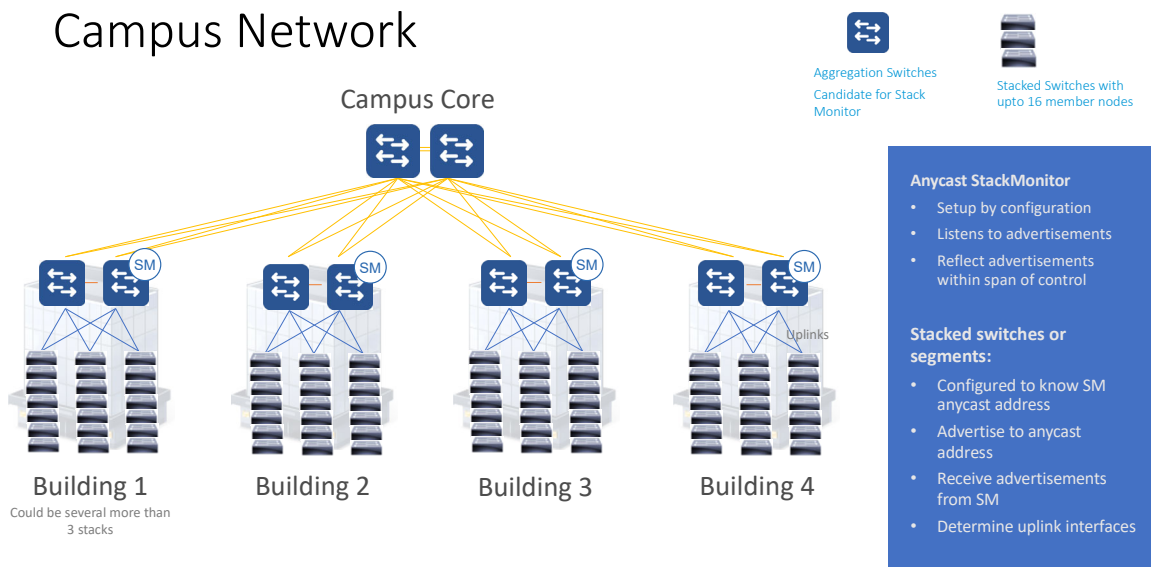 Campus Network
Aggregation Switches
Candidate for Stack
Monitor
Stacked Switches with
upto 16 member nodes
Campus Core
SM
SM
SM
SM
Uplinks
Building 1
Could be several more than
3 stacks
Building 2
Building 3
Building 4
Anycast StackMonitor
• Setup by configuration
• Listens to advertisements
• Reflect advertisements
within span of control
Stacked switches or
segments:
• Configured to know SM
anycast address
• Advertise to anycast
address
• Receive advertisements
from SM
• Determine uplink interfaces